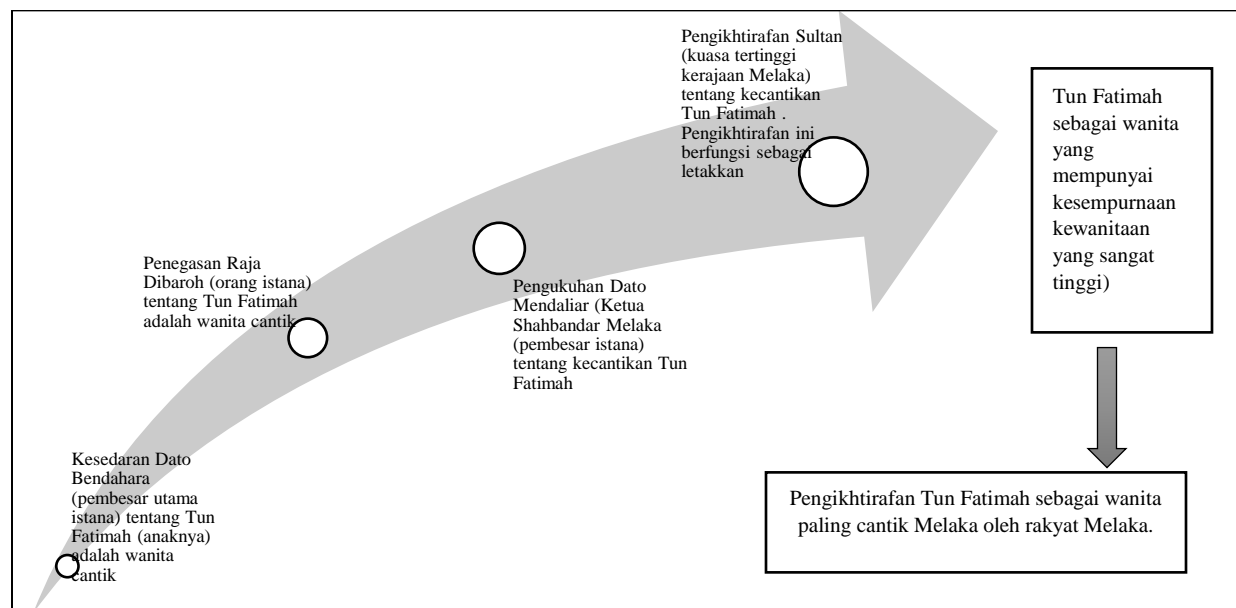 Pengikhtirafan Sultan
(kuasa tertinggi
kerajaan Melaka)
tentang kecantikan
Tun Fatimah .
Pengikhtirafan ini
berfungsi sebagai
letakkan
Tun Fatimah
sebagai wanita
yang
mempunyai
kesempurnaan
kewanitaan
yang sangat
tinggi)
Penegasan Raja
Dibaroh (orang istana)
tentang Tun Fatimah
adalah wanita cantik
Pengukuhan Dato
Mendaliar (Ketua
Shahbandar Melaka
(pembesar istana)
tentang kecantikan Tun
Fatimah
Kesedaran Dato
Bendahara
(pembesar utama
istana) tentang Tun
Fatimah (anaknya)
adalah wanita
cantik
Pengikhtirafan Tun Fatimah sebagai wanita
paling cantik Melaka oleh rakyat Melaka.